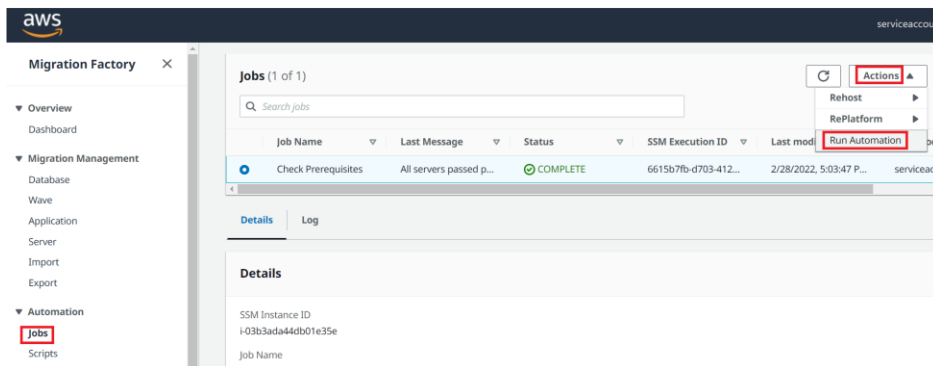 aws
serviceaccou
Migration Factory
Overview
Dashboard
Migration Management
Database
Wave
Application
Server
Import
Export
Automation
Jobs
Scripts
Jobs (1 of 1)
Actions
Search jobs
Rehost
RePlatform
Run Automation
Job Name Last Message Status SSM Execution ID Last modi
Check Prerequisites All servers passed p... COMPLETE 6615b7fb-d703-412... 2/28/2022, 5:03:47 P... serviceac
Details Log
Details
SSM Instance ID
i-03b3ada44db01e35e
Job Name